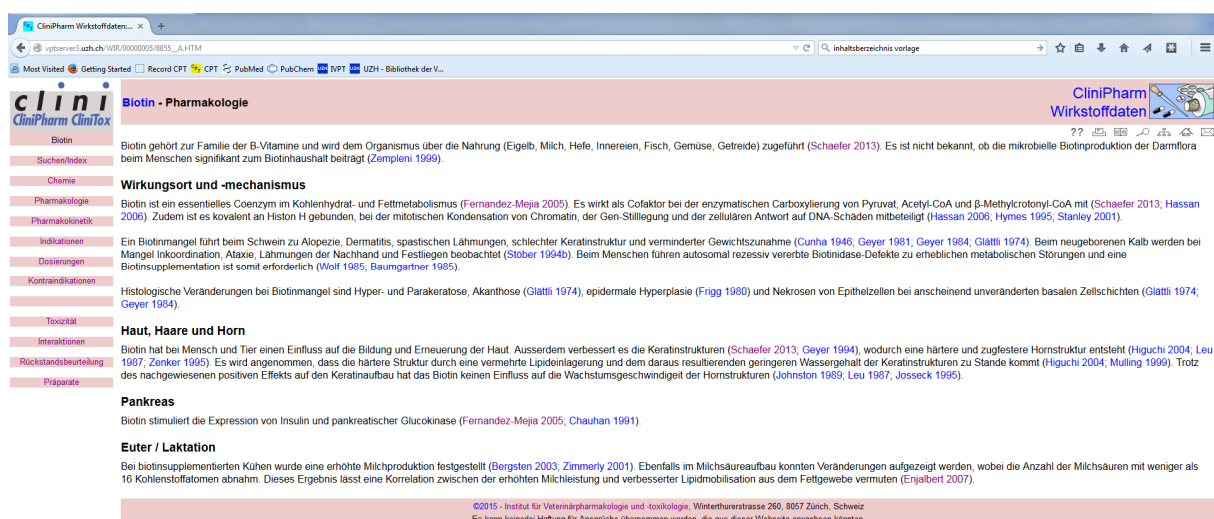 CliniPharm Wirkstoffdaten:... × +
vptserver3.uzh.ch/WIR/00000005/8855__A.HTM
inhaltsberzeichnis vorlage
Most Visited Getting Started Record CPT CPT PubMed PubChem IVPT UZH - Bibliothek der V...
clini
CliniPharm CliniTox
Biotin - Pharmakologie
CliniPharm
Wirkstoffdaten
??
Biotin
Suchen/Index
Chemie
Pharmakologie
Pharmakokinetik
Indikationen
Dosierungen
Kontraindikationen
Toxizität
Interaktionen
Rückstandsbeurteilung
Präparate
Biotin gehört zur Familie der B-Vitamine und wird dem Organismus über die Nahrung (Eigelb, Milch, Hefe, Innereien, Fisch, Gemüse, Getreide) zugeführt (Schaefer 2013). Es ist nicht bekannt, ob die mikrobielle Biotinproduktion der Darmflora
beim Menschen signifikant zum Biotinhaushalt beiträgt (Zempleni 1999).
Wirkungsort und -mechanismus
Biotin ist ein essentielles Coenzym im Kohlenhydrat- und Fettmetabolismus (Fernandez-Mejia 2005). Es wirkt als Cofaktor bei der enzymatischen Carboxylierung von Pyruvat, Acetyl-CoA und β-Methylcrotonyl-CoA mit (Schaefer 2013; Hassan
2006). Zudem ist es kovalent an Histon H gebunden, bei der mitotischen Kondensation von Chromatin, der Gen-Stilllegung und der zellulären Antwort auf DNA-Schäden mitbeteiligt (Hassan 2006; Hymes 1995; Stanley 2001).
Ein Biotinmangel führt beim Schwein zu Alopezie, Dermatitis, spastischen Lähmungen, schlechter Keratinstruktur und verminderter Gewichtszunahme (Cunha 1946; Geyer 1981; Geyer 1984; Glättli 1974). Beim neugeborenen Kalb werden bei
Mangel Inkoordination, Ataxie, Lähmungen der Nachhand und Festliegen beobachtet (Stöber 1994b). Beim Menschen führen autosomal rezessiv vererbte Biotinidase-Defekte zu erheblichen metabolischen Störungen und eine
Biotinsupplementation ist somit erforderlich (Wolf 1985; Baumgartner 1985).
Histologische Veränderungen bei Biotinmangel sind Hyper- und Parakeratose, Akanthose (Glättli 1974), epidermale Hyperplasie (Frigg 1980) und Nekrosen von Epithelzellen bei anscheinend unveränderten basalen Zellschichten (Glättli 1974;
Geyer 1984).
Haut, Haare und Horn
Biotin hat bei Mensch und Tier einen Einfluss auf die Bildung und Erneuerung der Haut. Ausserdem verbessert es die Keratinstrukturen (Schaefer 2013; Geyer 1994), wodurch eine härtere und zugfestere Hornstruktur entsteht (Higuchi 2004; Leu
1987; Zenker 1995). Es wird angenommen, dass die härtere Struktur durch eine vermehrte Lipideinlagerung und dem daraus resultierenden geringeren Wassergehalt der Keratinstrukturen zu Stande kommt (Higuchi 2004; Mulling 1999). Trotz
des nachgewiesenen positiven Effekts auf den Keratinaufbau hat das Biotin keinen Einfluss auf die Wachstumsgeschwindigeit der Hornstrukturen (Johnston 1989; Leu 1987; Josseck 1995).
Pankreas
Biotin stimuliert die Expression von Insulin und pankreatischer Glucokinase (Fernandez-Mejia 2005; Chauhan 1991).
Euter / Laktation
Bei biotinsupplementierten Kühen wurde eine erhöhte Milchproduktion festgestellt (Bergsten 2003; Zimmerly 2001). Ebenfalls im Milchsäureaufbau konnten Veränderungen aufgezeigt werden, wobei die Anzahl der Milchsäuren mit weniger als
16 Kohlenstoffatomen abnahm. Dieses Ergebnis lässt eine Korrelation zwischen der erhöhten Milchleistung und verbesserter Lipidmobilisation aus dem Fettgewebe vermuten (Enjalbert 2007).
©2015 - Institut für Veterinärpharmakologie und -toxikologie, Winterthurerstrasse 260, 8057 Zürich, Schweiz
Es kann keinerlei Haftung für Ansprüche übernommen werden, die aus dieser Webseite erwachsen könnten